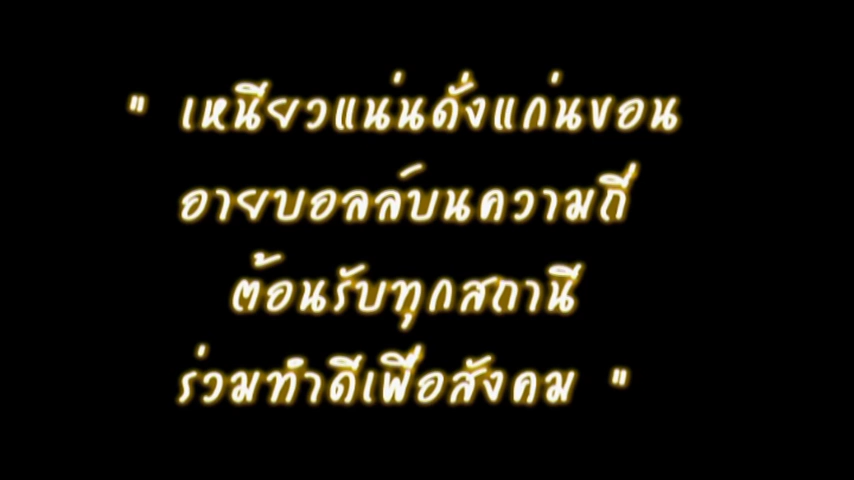 " เหนียวแน่นดั่งแก่นขอน
อายบอลล์บนความถี่
ต้อนรับทุกสถานี
ร่วมทำดีเพื่อสังคม "